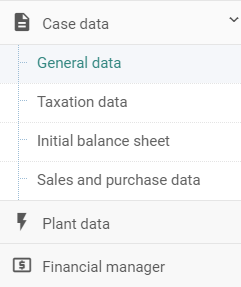 Case data
General data
Taxation data
Initial balance sheet
Sales and purchase data
Plant data
$ Financial manager